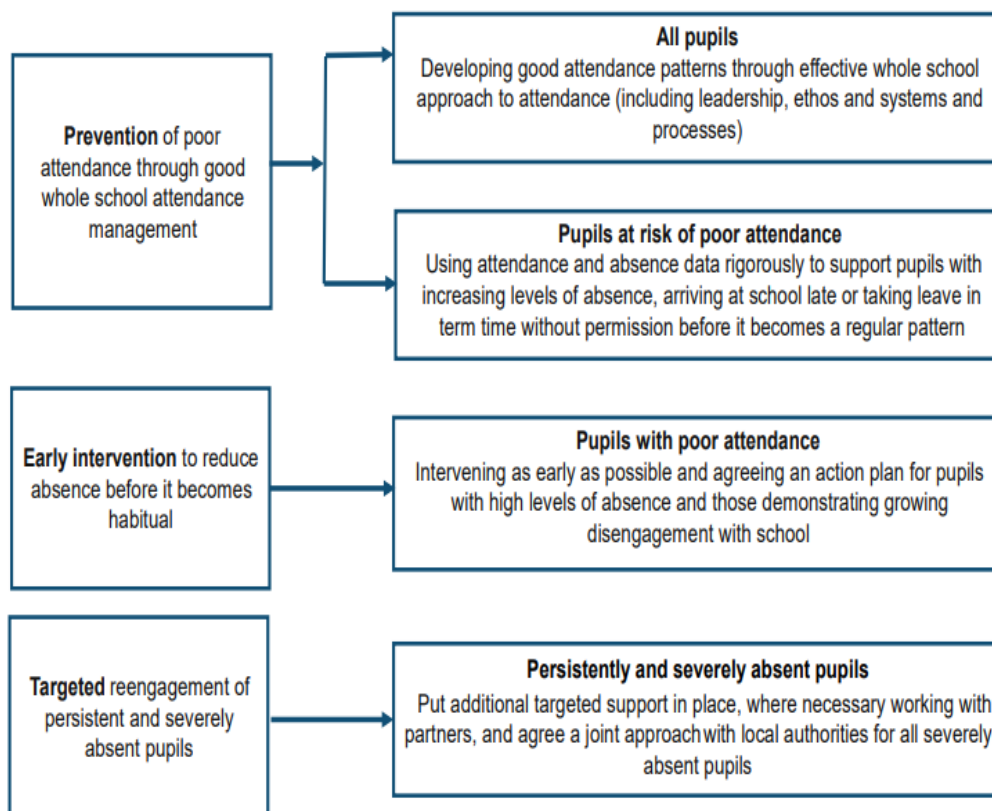 Prevention of poor
attendance through good
whole school attendance
management
All pupils
Developing good attendance patterns through effective whole school
approach to attendance (including leadership, ethos and systems and
processes)
Pupils at risk of poor attendance
Using attendance and absence data rigorously to support pupils with
increasing levels of absence, arriving at school late or taking leave in
term time without permission before it becomes a regular pattern
Early intervention to reduce
absence before it becomes
habitual
Pupils with poor attendance
Intervening as early as possible and agreeing an action plan for pupils
with high levels of absence and those demonstrating growing
disengagement with school
Targeted reengagement of
persistent and severely
absent pupils
Persistently and severely absent pupils
Put additional targeted support in place, where necessary working with
partners, and agree a joint approach with local authorities for all severely
absent pupils